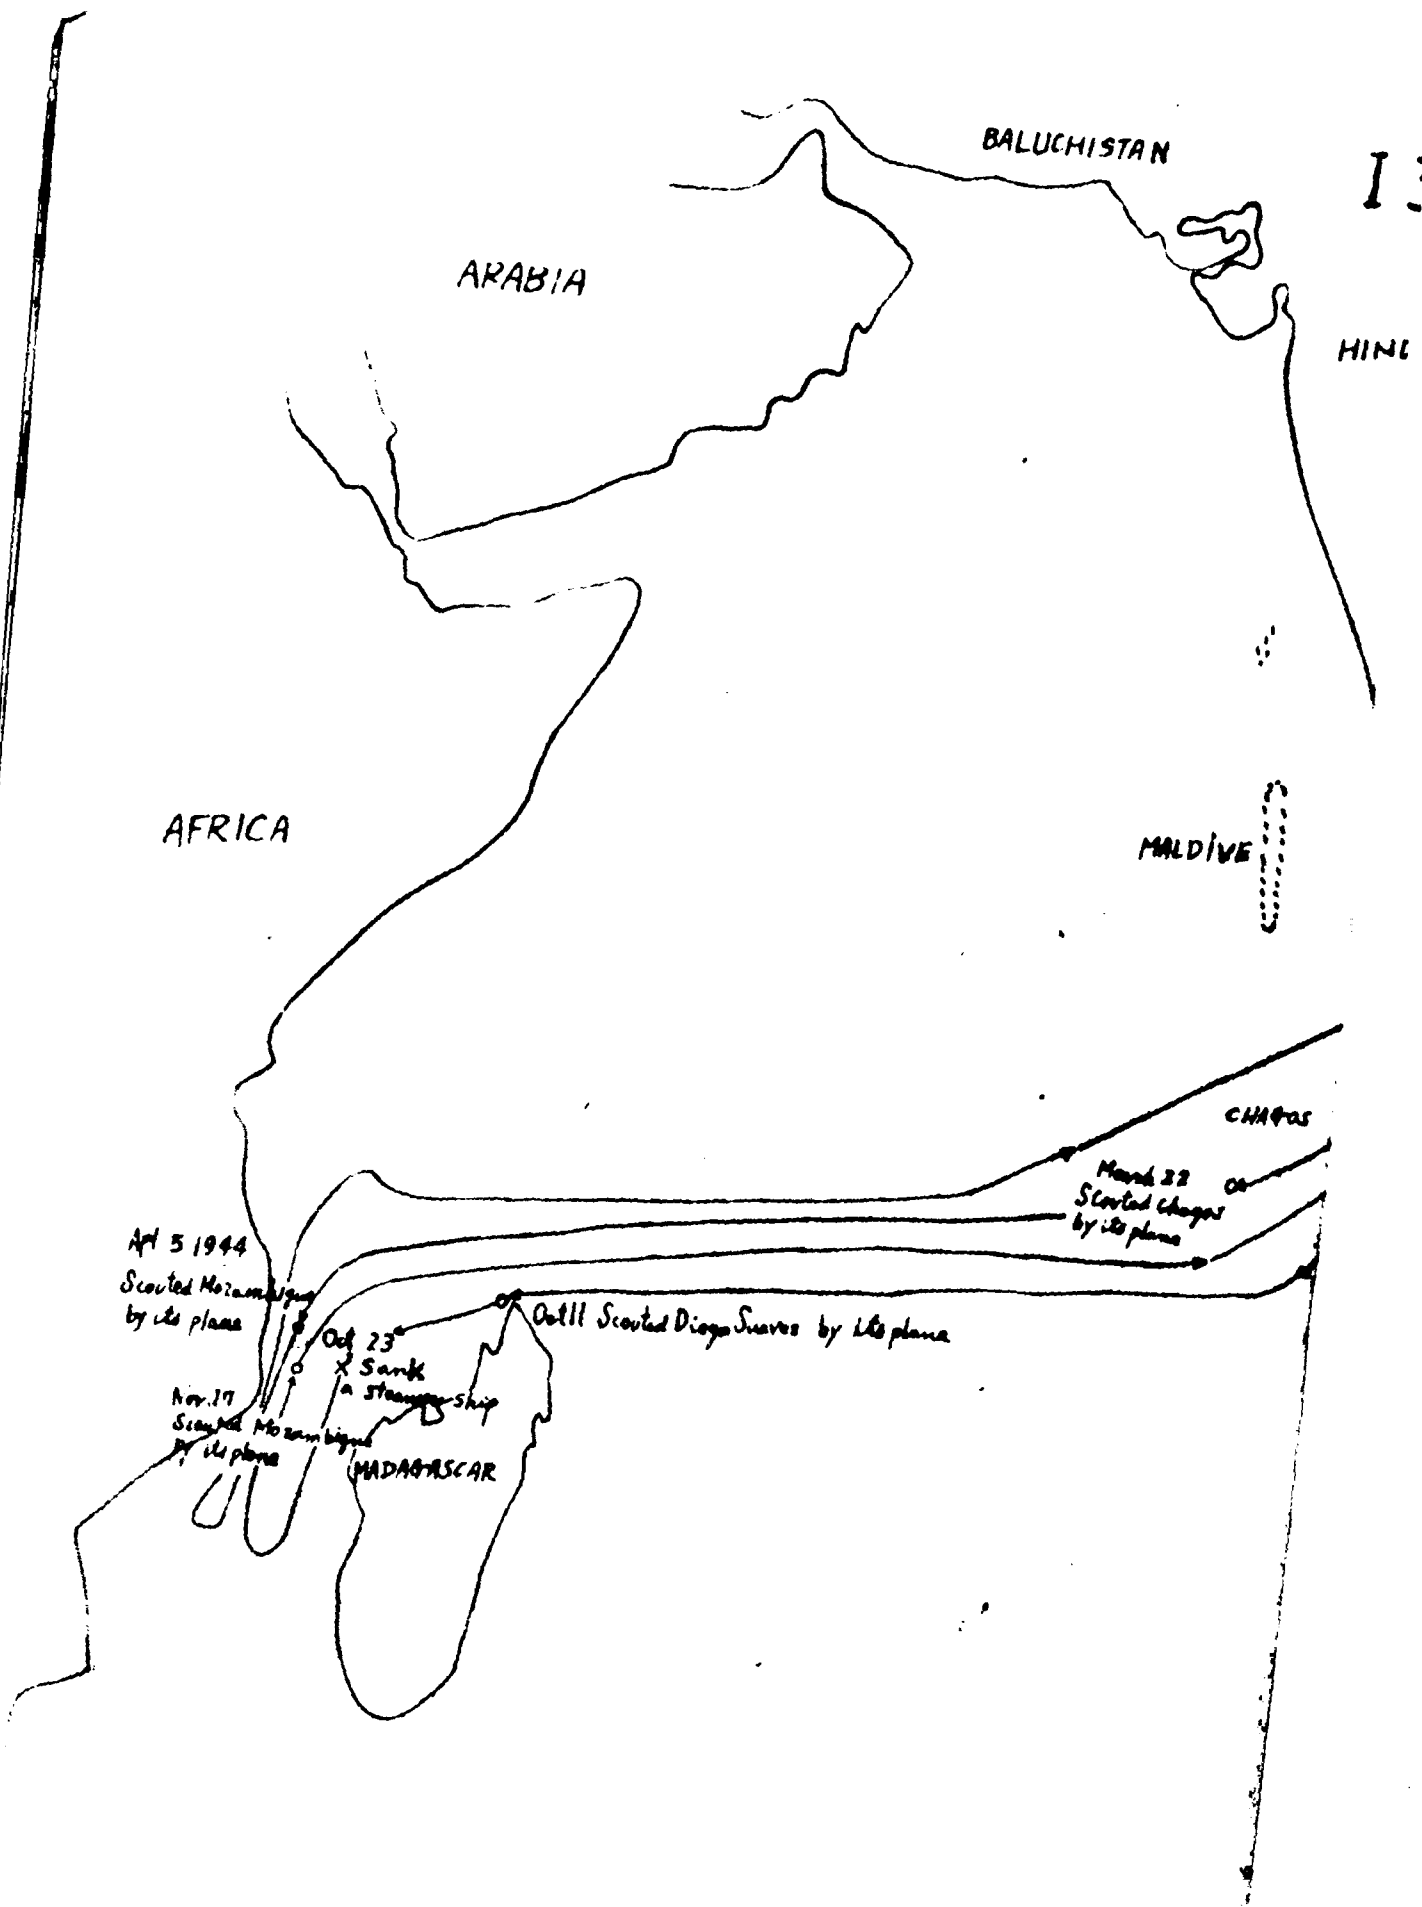 BALUCHISTAN
I 3
ARABIA
HIND
AFRICA
MALDIVE
CHAGOS
March 22
Scouted Chagos
by its plane
Apl 5 1944
Scouted Mozambique
by its plane
Oct 11 Scouted Diego Suares by its plane
Oct 23
Sank
a steamer ship
Nov. 17
Scouted Mozambique
by its plane
MADAGASCAR